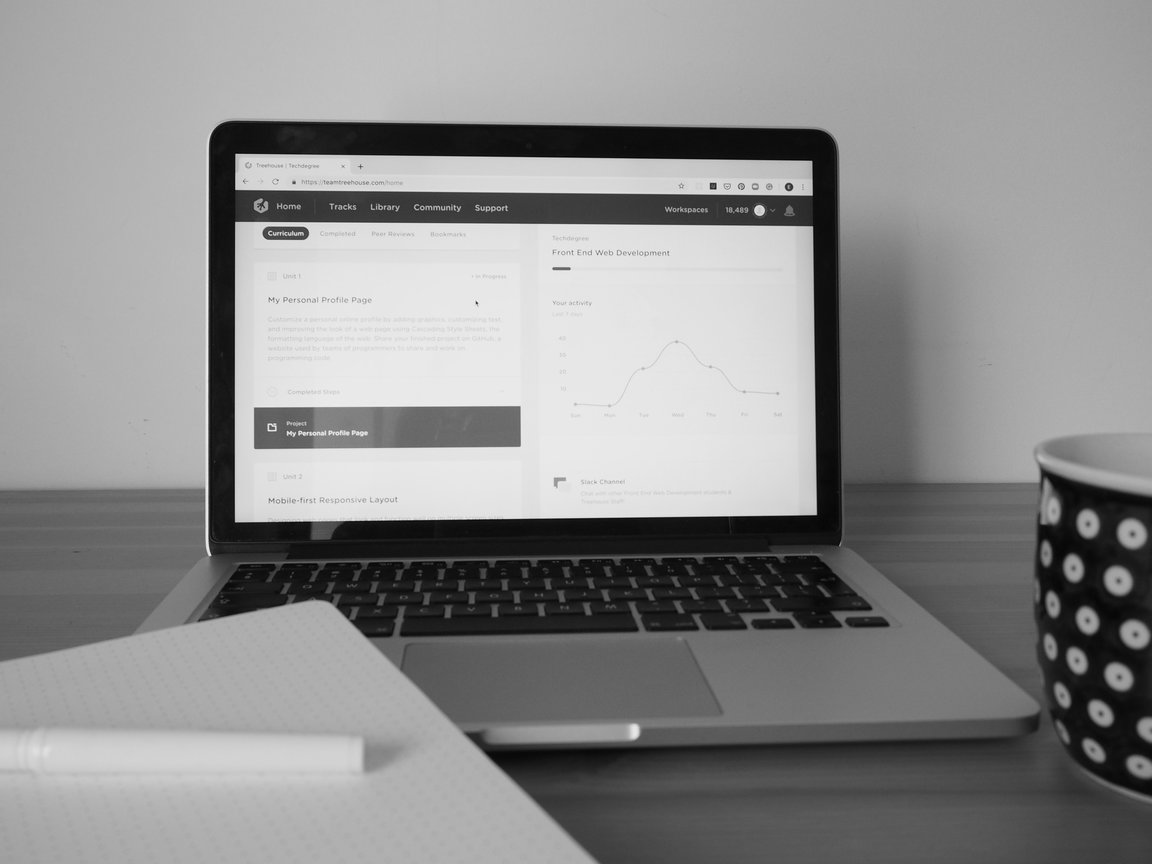 Treehouse | Techdegree
https://teamtreehouse.com/home
Home
Tracks
Library
Community
Support
Workspaces
18,489
Curriculum
Completed
Peer Reviews
Bookmarks
Unit 1
In Progress
My Personal Profile Page
Customize a personal online profile by adding graphics, customizing text,
and improving the look of a web page using Cascading Style Sheets, the
formatting language of the web. Share your finished project on GitHub, a
website used by teams of programmers to share and work on
programming code.
Completed Steps
Project
My Personal Profile Page
Unit 2
Mobile-first Responsive Layout
Techdegree
Front End Web Development
Your activity
Last 7 days
40
30
20
10
Sun
Mon
Tue
Wed
Thu
Fri
Sat
Slack Channel
Chat with other Front End Web Development students &
Treehouse Staff!